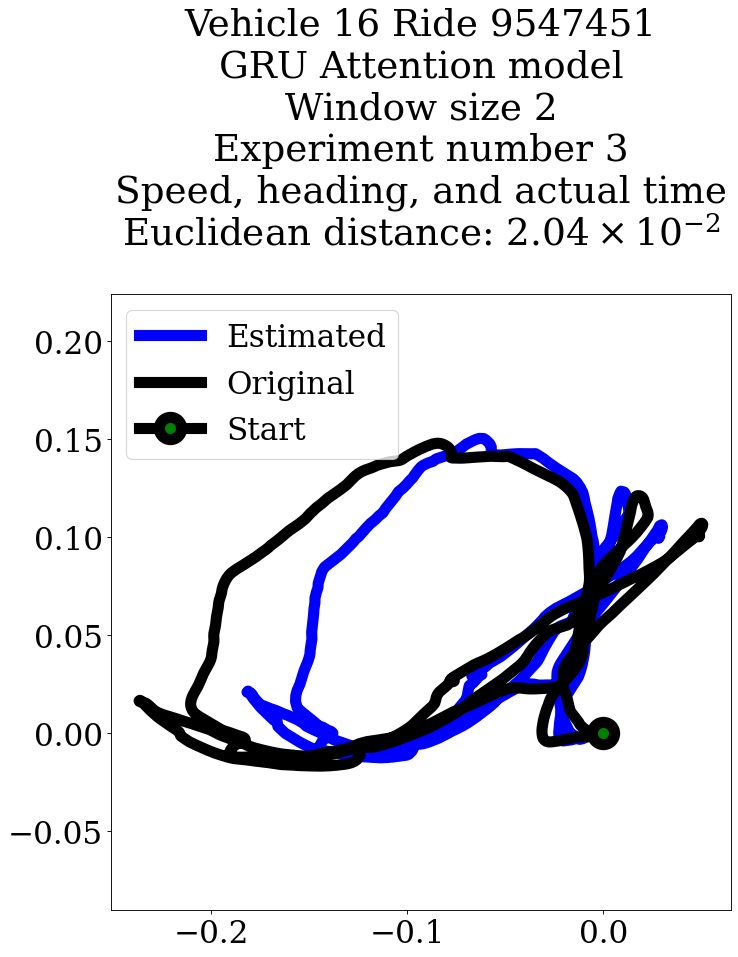 Vehicle 16 Ride 9547451
GRU Attention model
Window size 2
Experiment number 3
Speed, heading, and actual time
Euclidean distance: 2.04 × 10⁻²
Estimated
Original
Start
0.20
0.15
0.10
0.05
0.00
−0.05
−0.2 −0.1 0.0